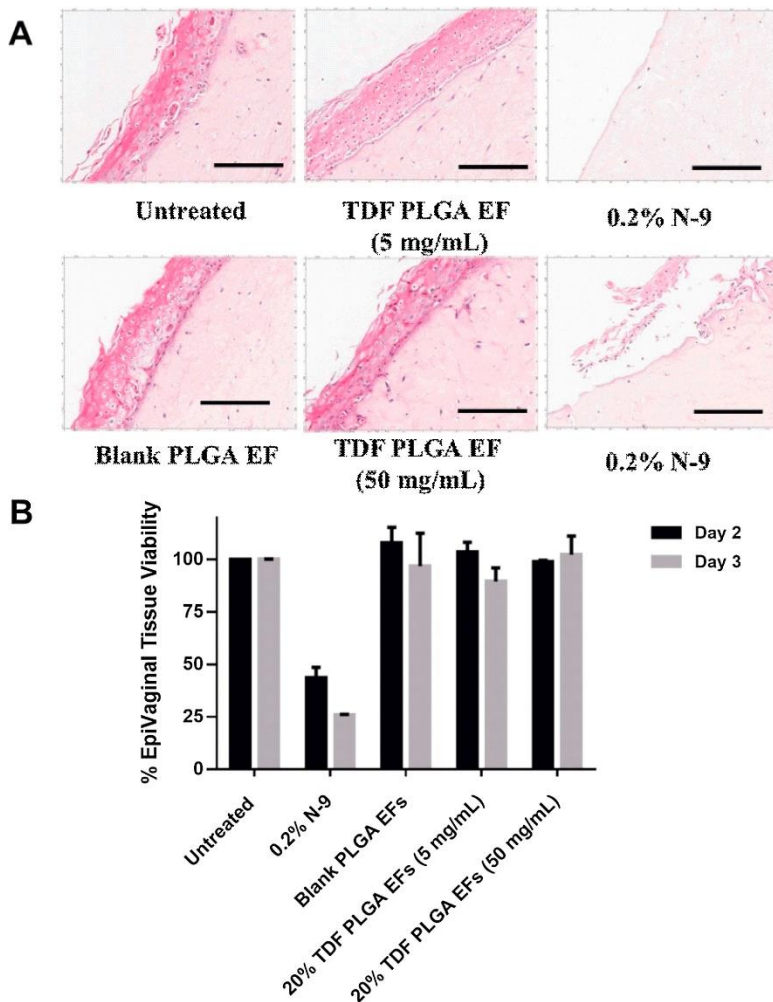 A
Untreated
TDF PLGA EF
(5 mg/mL)
0.2% N-9
Blank PLGA EF
TDF PLGA EF
(50 mg/mL)
0.2% N-9
B
Day 2
Day 3
% EpiVaginal Tissue Viability
100
75
50
25
0
Untreated
0.2% N-9
Blank PLGA EFs
20% TDF PLGA EFs (5 mg/mL)
20% TDF PLGA EFs (50 mg/mL)